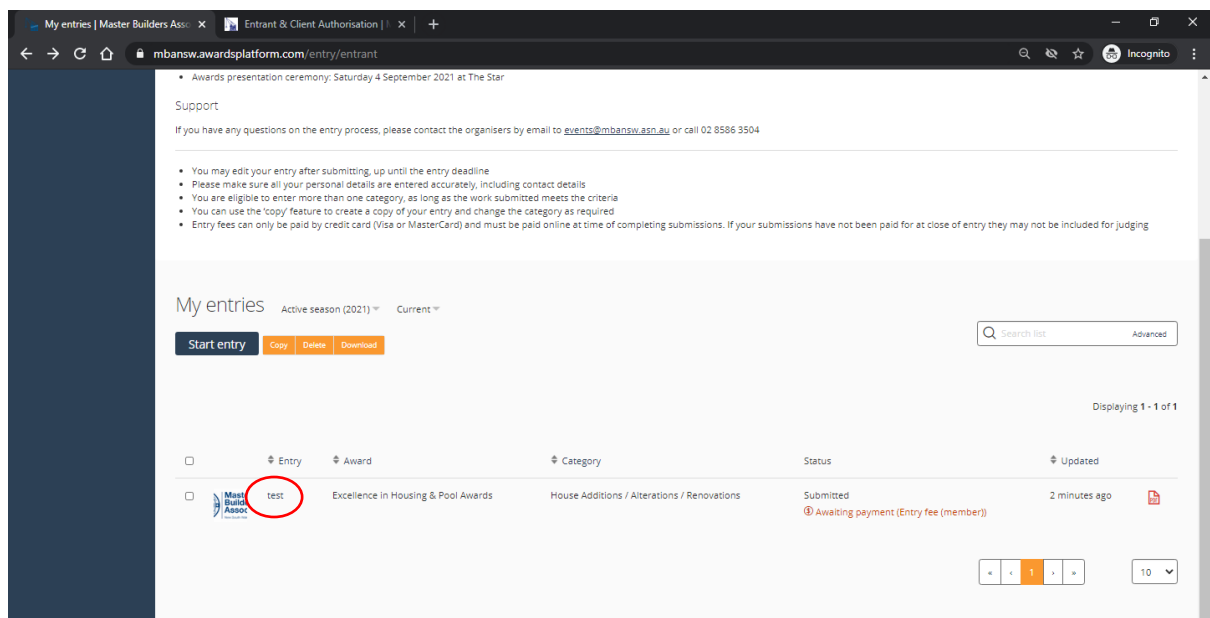 My entries | Master Builders Asso
Entrant & Client Authorisation |
mbansw.awardsplatform.com/entry/entrant
Incognito
Awards presentation ceremony: Saturday 4 September 2021 at The Star
Support
If you have any questions on the entry process, please contact the organisers by email to events@mbansw.asn.au or call 02 8586 3504
You may edit your entry after submitting, up until the entry deadline
Please make sure all your personal details are entered accurately, including contact details
You are eligible to enter more than one category, as long as the work submitted meets the criteria
You can use the 'copy' feature to create a copy of your entry and change the category as required
Entry fees can only be paid by credit card (Visa or MasterCard) and must be paid online at time of completing submissions. If your submissions have not been paid for at close of entry they may not be included for judging
My entries Active season (2021) Current
Start entry Copy Delete Download
Search list Advanced
Displaying 1 - 1 of 1
Entry Award Category Status Updated
Mast
Build
Assoc
test Excellence in Housing & Pool Awards House Additions / Alterations / Renovations Submitted 2 minutes ago
Awaiting payment (Entry fee (member))
« ‹ 1 › » 10